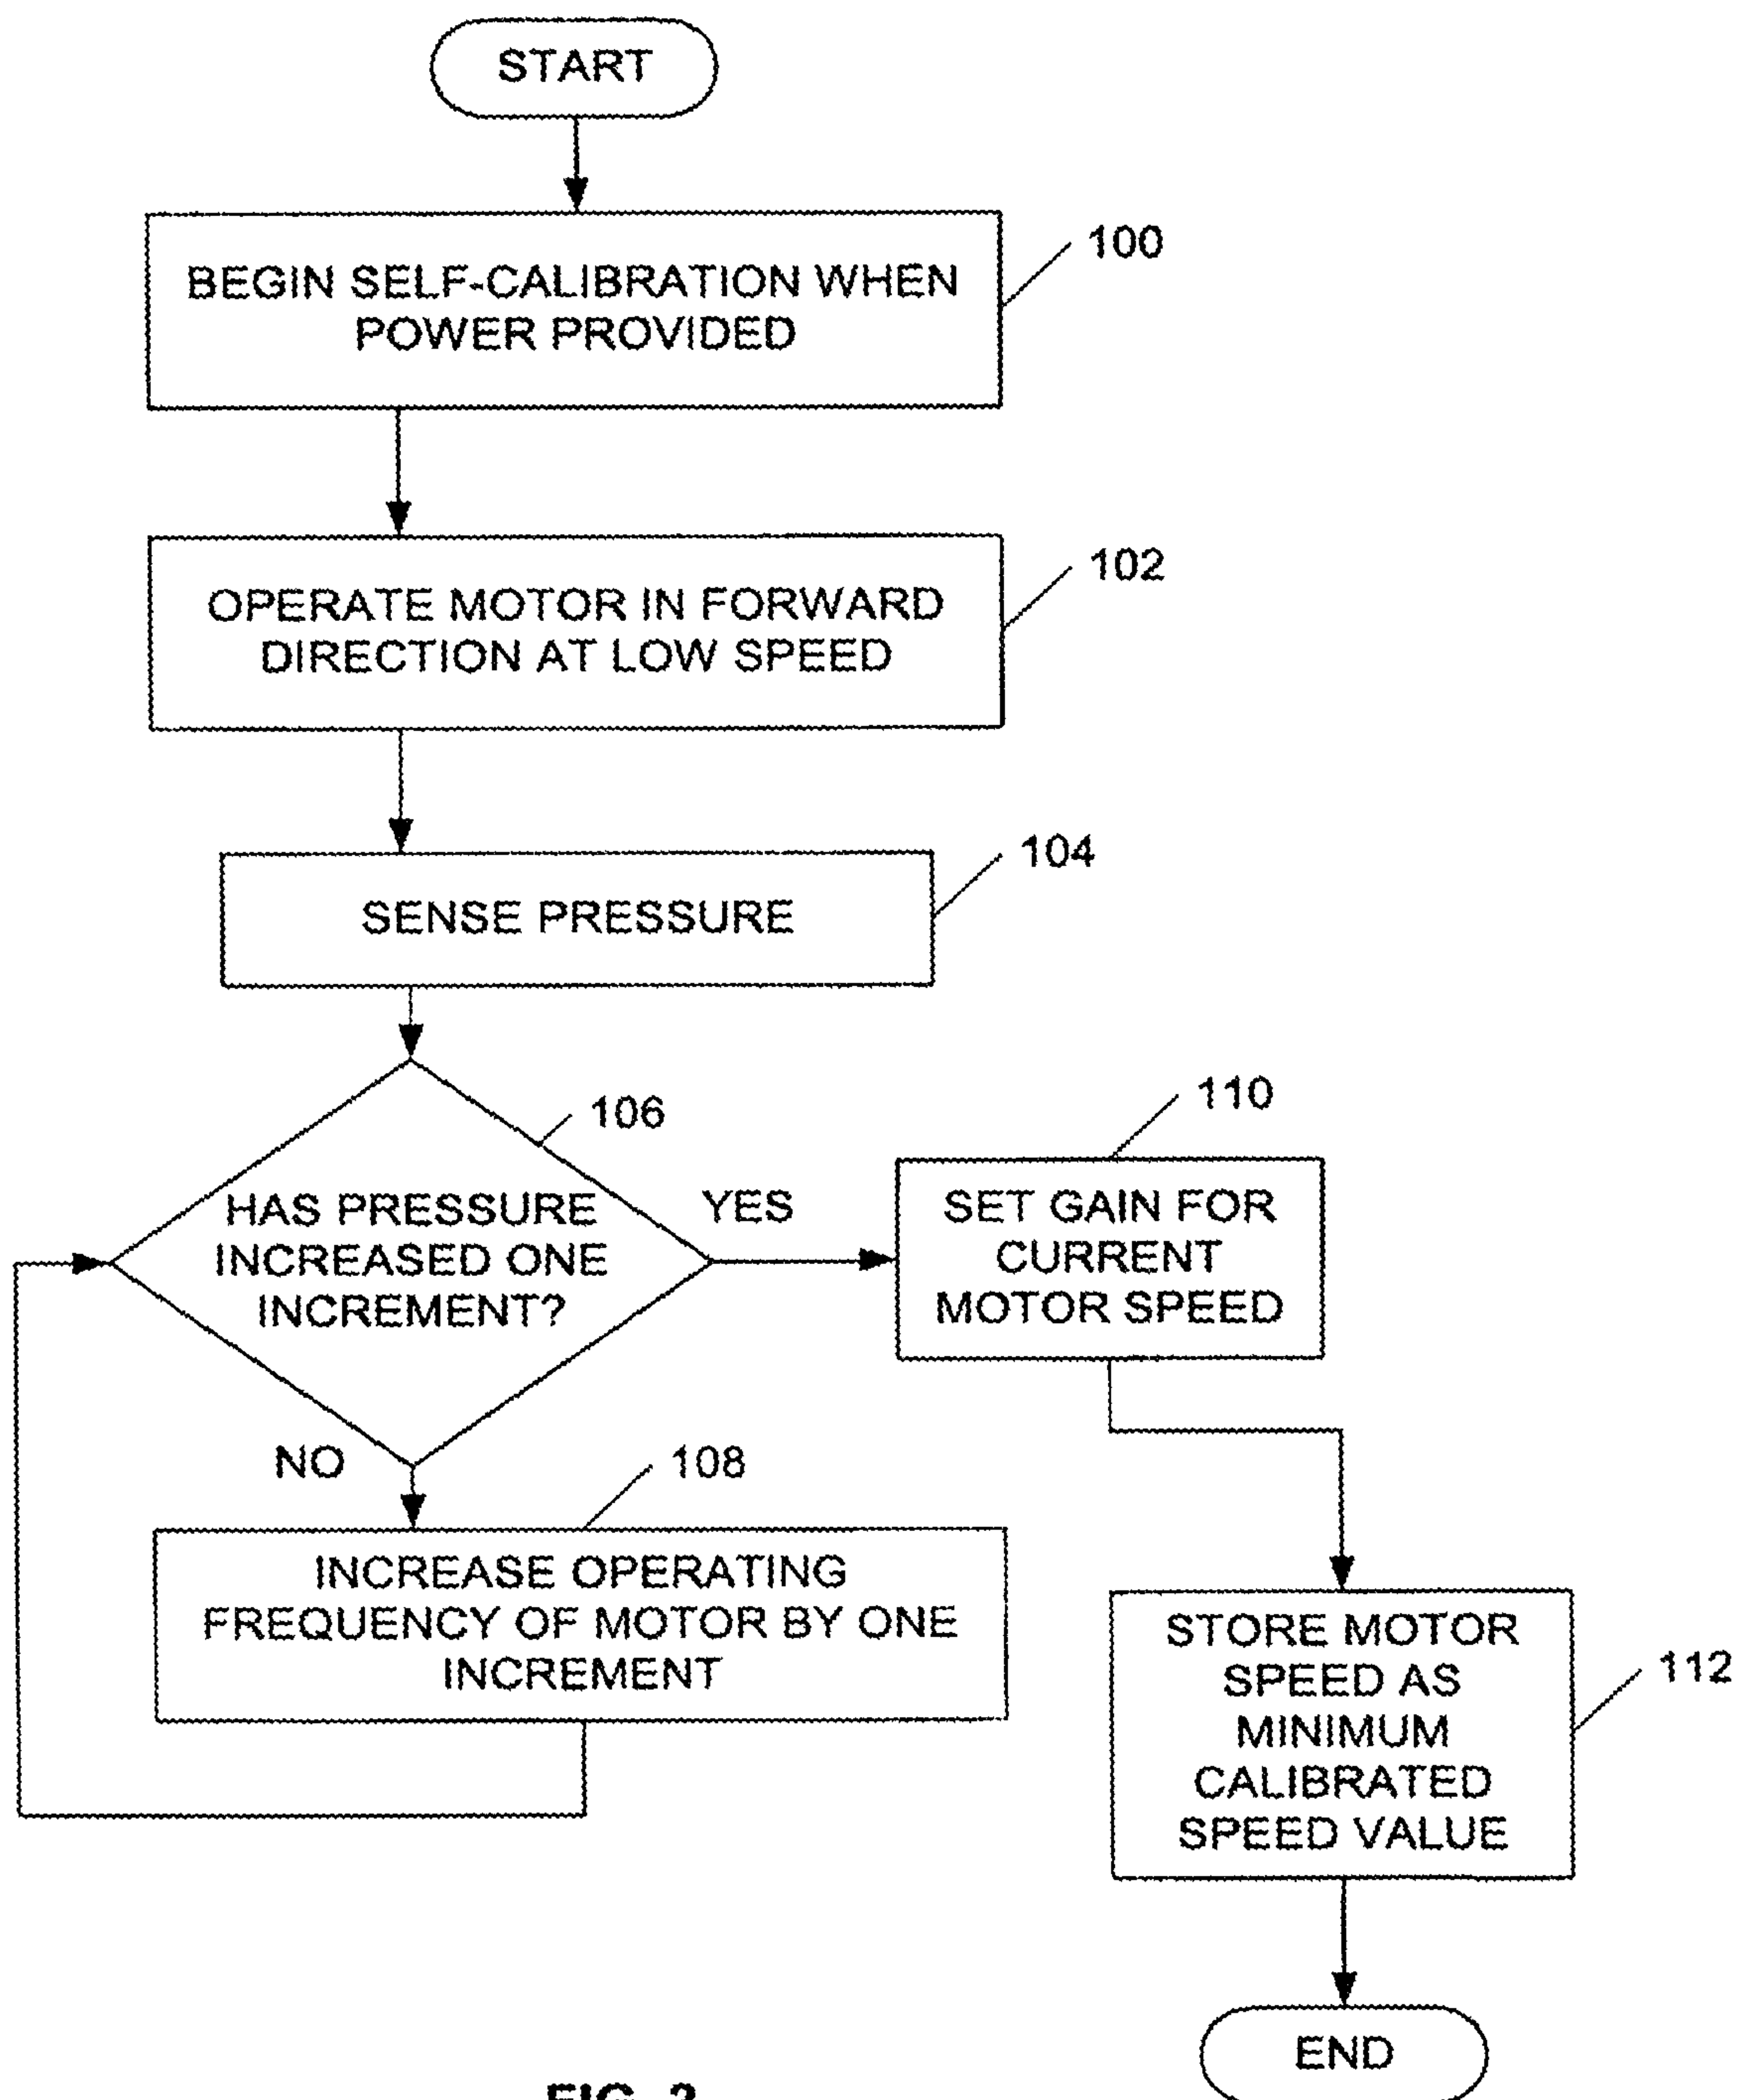 START
BEGIN SELF-CALIBRATION WHEN
POWER PROVIDED
100
OPERATE MOTOR IN FORWARD
DIRECTION AT LOW SPEED
102
SENSE PRESSURE
104
106
HAS PRESSURE
INCREASED ONE
INCREMENT?
YES
110
SET GAIN FOR
CURRENT
MOTOR SPEED
NO
108
INCREASE OPERATING
FREQUENCY OF MOTOR BY ONE
INCREMENT
STORE MOTOR
SPEED AS
MINIMUM
CALIBRATED
SPEED VALUE
112
END
FIG.